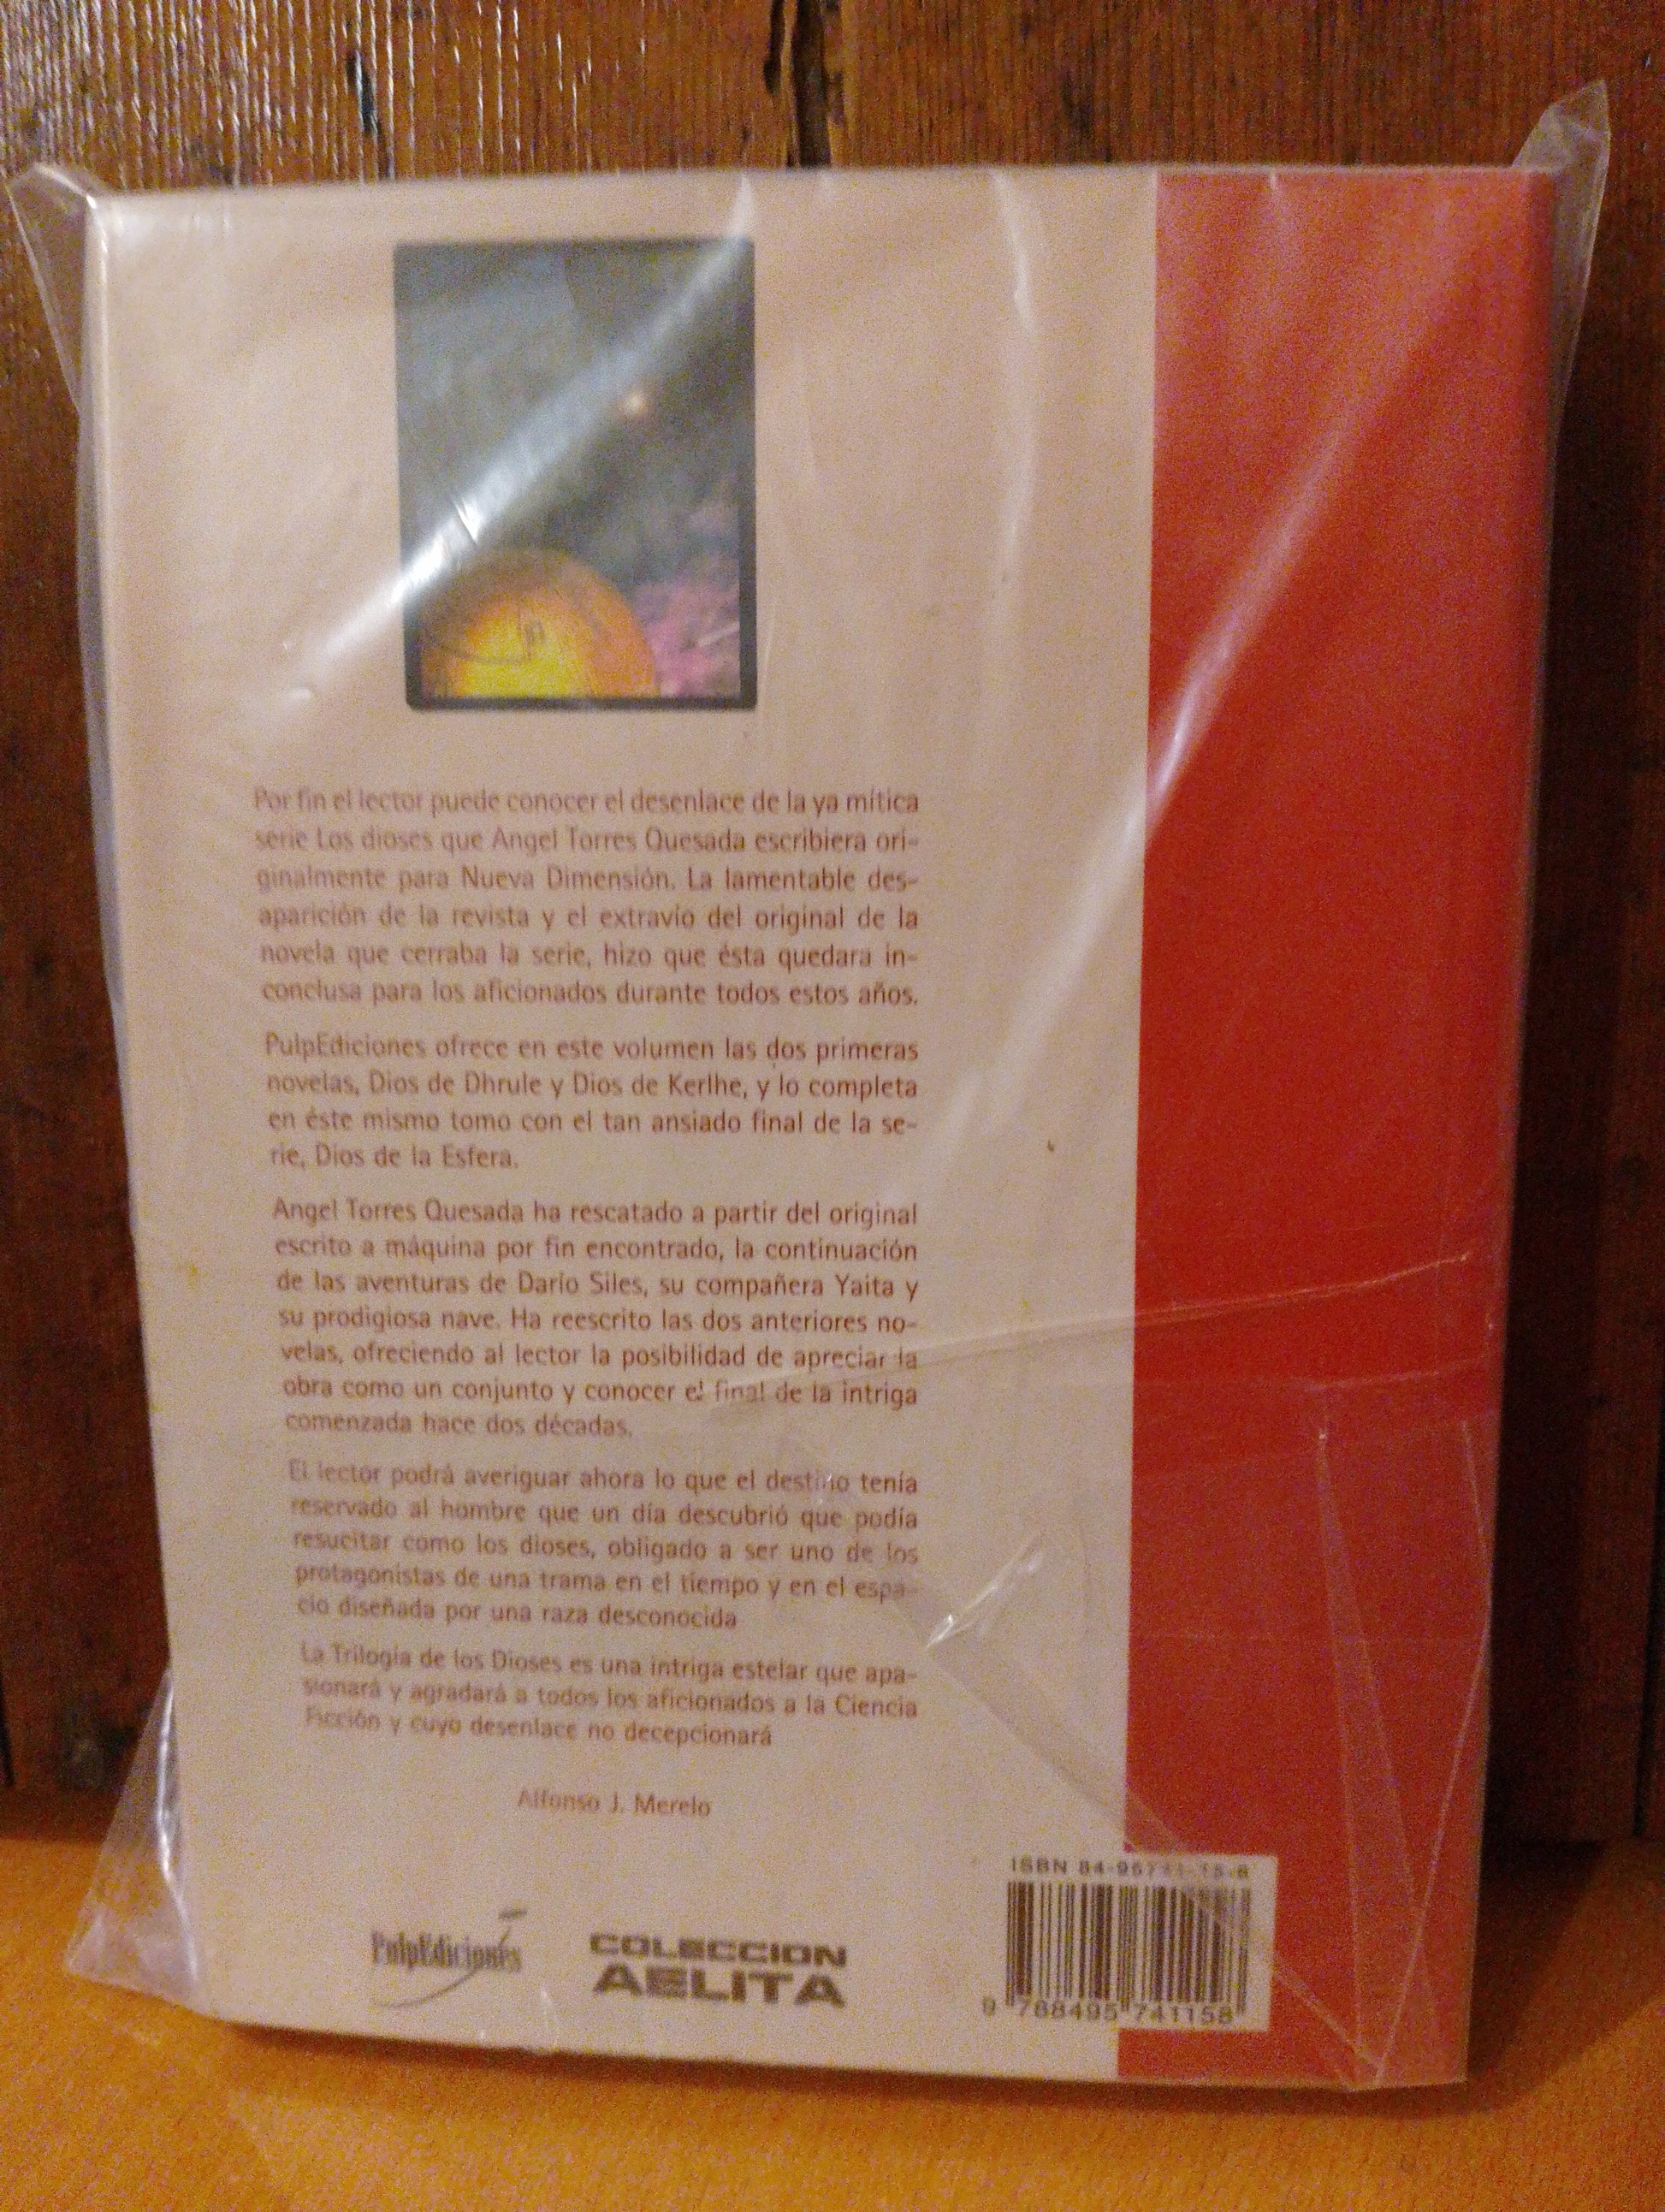 Por fin el lector puede conocer el desenlace de la ya mítica
serie Los dioses que Angel Torres Quesada escribiera ori-
ginalmente para Nueva Dimensión. La lamentable des-
aparición de la revista y el extravío del original de la
novela que cerraba la serie, hizo que ésta quedara in-
conclusa para los aficionados durante todos estos años.
PulpEdiciones ofrece en este volumen las dos primeras
novelas, Dios de Dhrule y Dios de Kerlhe, y lo completa
en éste mismo tomo con el tan ansiado final de la se-
rie, Dios de la Esfera.
Angel Torres Quesada ha rescatado a partir del original
escrito a máquina por fin encontrado, la continuación
de las aventuras de Darío Siles, su compañera Yaita y
su prodigiosa nave. Ha reescrito las dos anteriores no-
velas, ofreciendo al lector la posibilidad de apreciar la
obra como un conjunto y conocer el final de la intriga
comenzada hace dos décadas.
El lector podrá averiguar ahora lo que el destino tenía
reservado al hombre que un día descubrió que podía
resucitar como los dioses, obligado a ser uno de los
protagonistas de una trama en el tiempo y en el espa-
cio diseñada por una raza desconocida
La Trilogía de los Dioses es una intriga estelar que apa-
sionará y agradará a todos los aficionados a la Ciencia
Ficción y cuyo desenlace no decepcionará
Alfonso J. Merelo
PulpEdiciones
COLECCION
AELITA
ISBN 84-95741-15-8
9 788495 741158